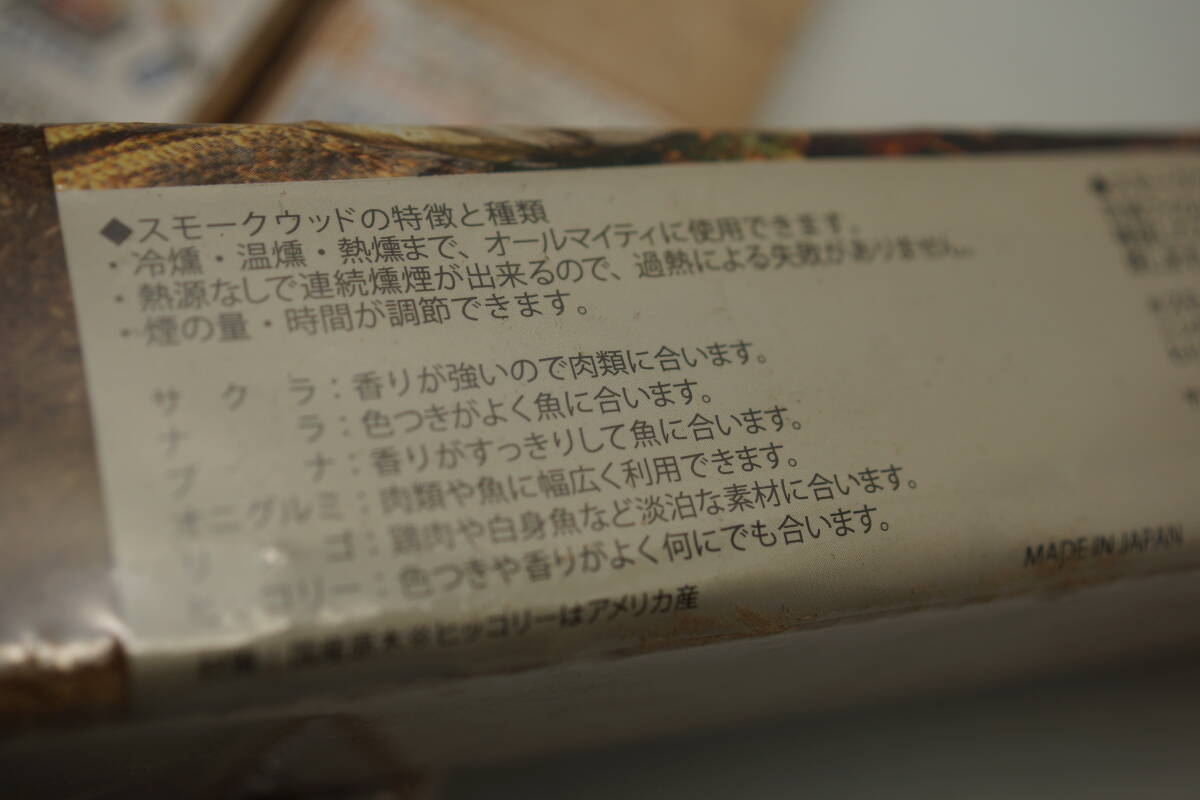 ◆スモークウッドの特徴と種類
・冷燻・温燻・熱燻まで、オールマイティに使用できます。
・熱源なしで連続燻煙が出来るので、過熱による失敗がありません。
・煙の量・時間が調節できます。
サクラ：香りが強いので肉類に合います。
ナラ：色つきがよく魚に合います。
ブナ：香りがすっきりして魚に合います。
オニグルミ：肉類や魚に幅広く利用できます。
リンゴ：鶏肉や白身魚など淡泊な素材に合います。
ヒッコリー：色つきや香りがよく何にでも合います。
ヒッコリーはアメリカ産
MADE IN JAPAN